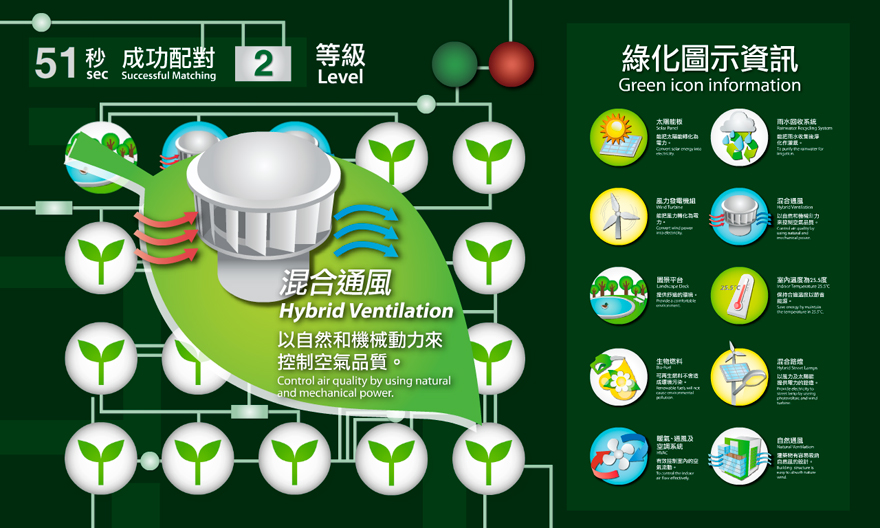 51 秒 sec
成功配對
Successful Matching
2
等級
Level
混合通風
Hybrid Ventilation
以自然和機械動力來
控制空氣品質。
Control air quality by using natural
and mechanical power.
綠化圖示資訊
Green icon information
太陽能板
Solar Panel
能把太陽能轉化為
電力。
Convert solar energy into
electricity.
雨水回收系統
Rainwater Recycling System
能把雨水收集後淨
化作灌溉。
To purify the rainwater for
irrigation.
風力發電機組
Wind Turbine
能把風力轉化為電
力。
Convert wind power
into electricity.
混合通風
Hybrid Ventilation
以自然和機械動力
來控制空氣品質。
Control air quality by
using natural and
mechanical power.
園景平台
Landscape Deck
提供舒適的環境。
Provide a comfortable
environment.
25.5°C
室內溫度為25.5度
Indoor Temperature 25.5°C
保持合適溫度以節省
能源。
Save energy by maintain
the temperature in 25.5°C.
生物燃料
Bio-Fuel
可再生燃料不會造
成環境污染。
Renewable fuels will not
cause environmental
pollution.
混合路燈
Hybrid Street Lamps
以風力及太陽能
提供電力的路燈。
Provide electricity to
street lamp by using
photovoltaic and wind
turbine.
暖氣、通風及
空調系統
HVAC
有效控制室內的空
氣流動。
To control the indoor
air flow effectively.
自然通風
Natural Ventilation
建築物有容易吸納
自然風的設計。
Building structure is
easy to absorb nature
wind.